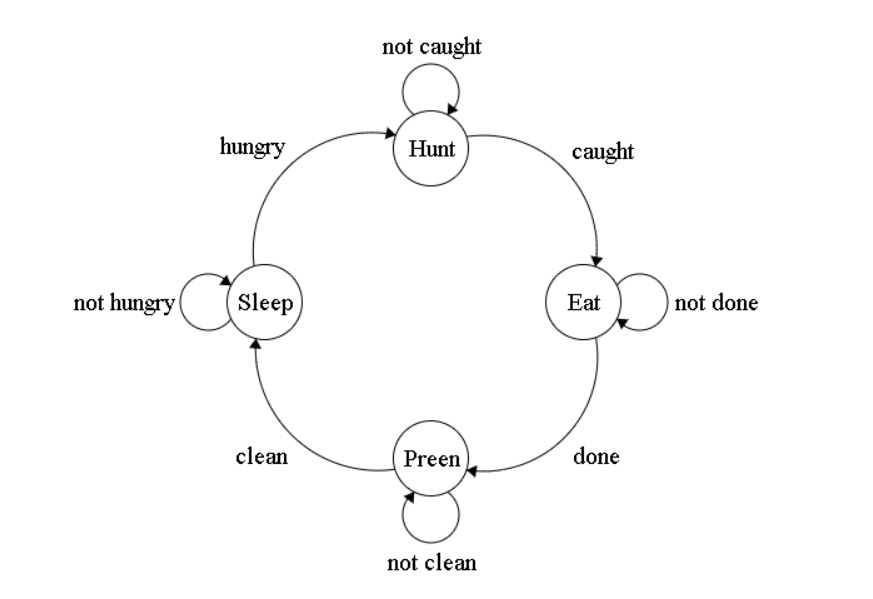 not caught
hungry
Hunt
caught
not hungry
Sleep
Eat
not done
clean
Preen
done
not clean